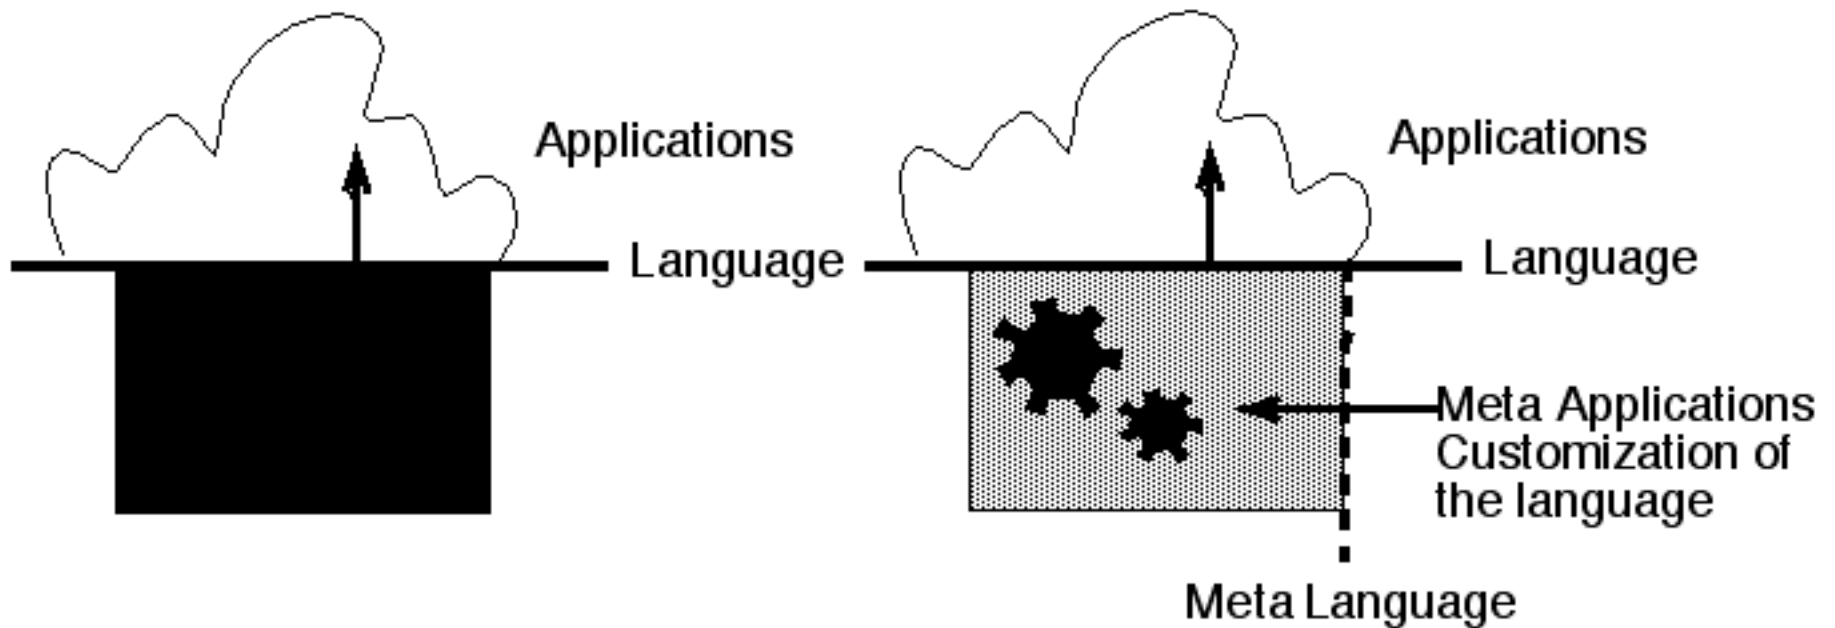 Applications
Language
Applications
Language
Meta Applications
Customization of
the language
Meta Language